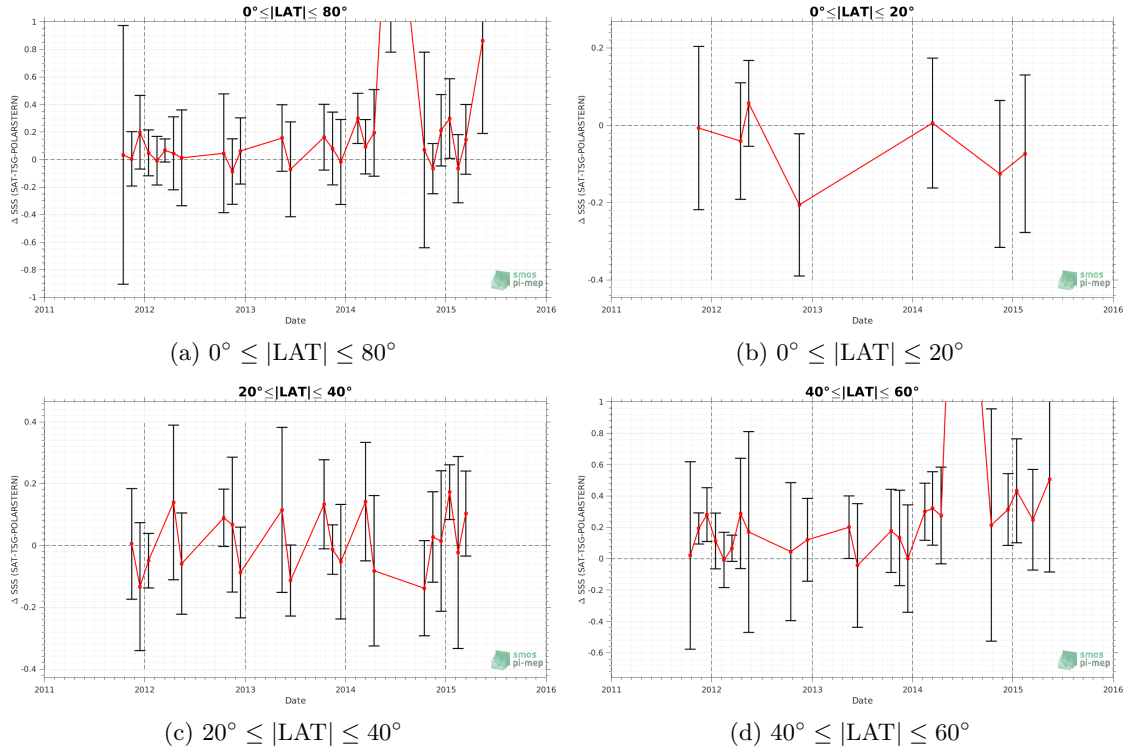 0°≤|LAT|≤ 80°
Δ SSS (SAT-TSG-POLARSTERN)
1
0.8
0.6
0.4
0.2
0
-0.2
-0.4
-0.6
-0.8
-1
2011 2012 2013 2014 2015 2016
Date
smos
pi-mep
(a) 0° ≤ |LAT| ≤ 80°
0°≤|LAT|≤ 20°
Δ SSS (SAT-TSG-POLARSTERN)
0.2
0
-0.2
-0.4
2011 2012 2013 2014 2015 2016
Date
smos
pi-mep
(b) 0° ≤ |LAT| ≤ 20°
20°≤|LAT|≤ 40°
Δ SSS (SAT-TSG-POLARSTERN)
0.4
0.2
0
-0.2
-0.4
2011 2012 2013 2014 2015 2016
Date
smos
pi-mep
(c) 20° ≤ |LAT| ≤ 40°
40°≤|LAT|≤ 60°
Δ SSS (SAT-TSG-POLARSTERN)
1
0.8
0.6
0.4
0.2
0
-0.2
-0.4
-0.6
2011 2012 2013 2014 2015 2016
Date
smos
pi-mep
(d) 40° ≤ |LAT| ≤ 60°